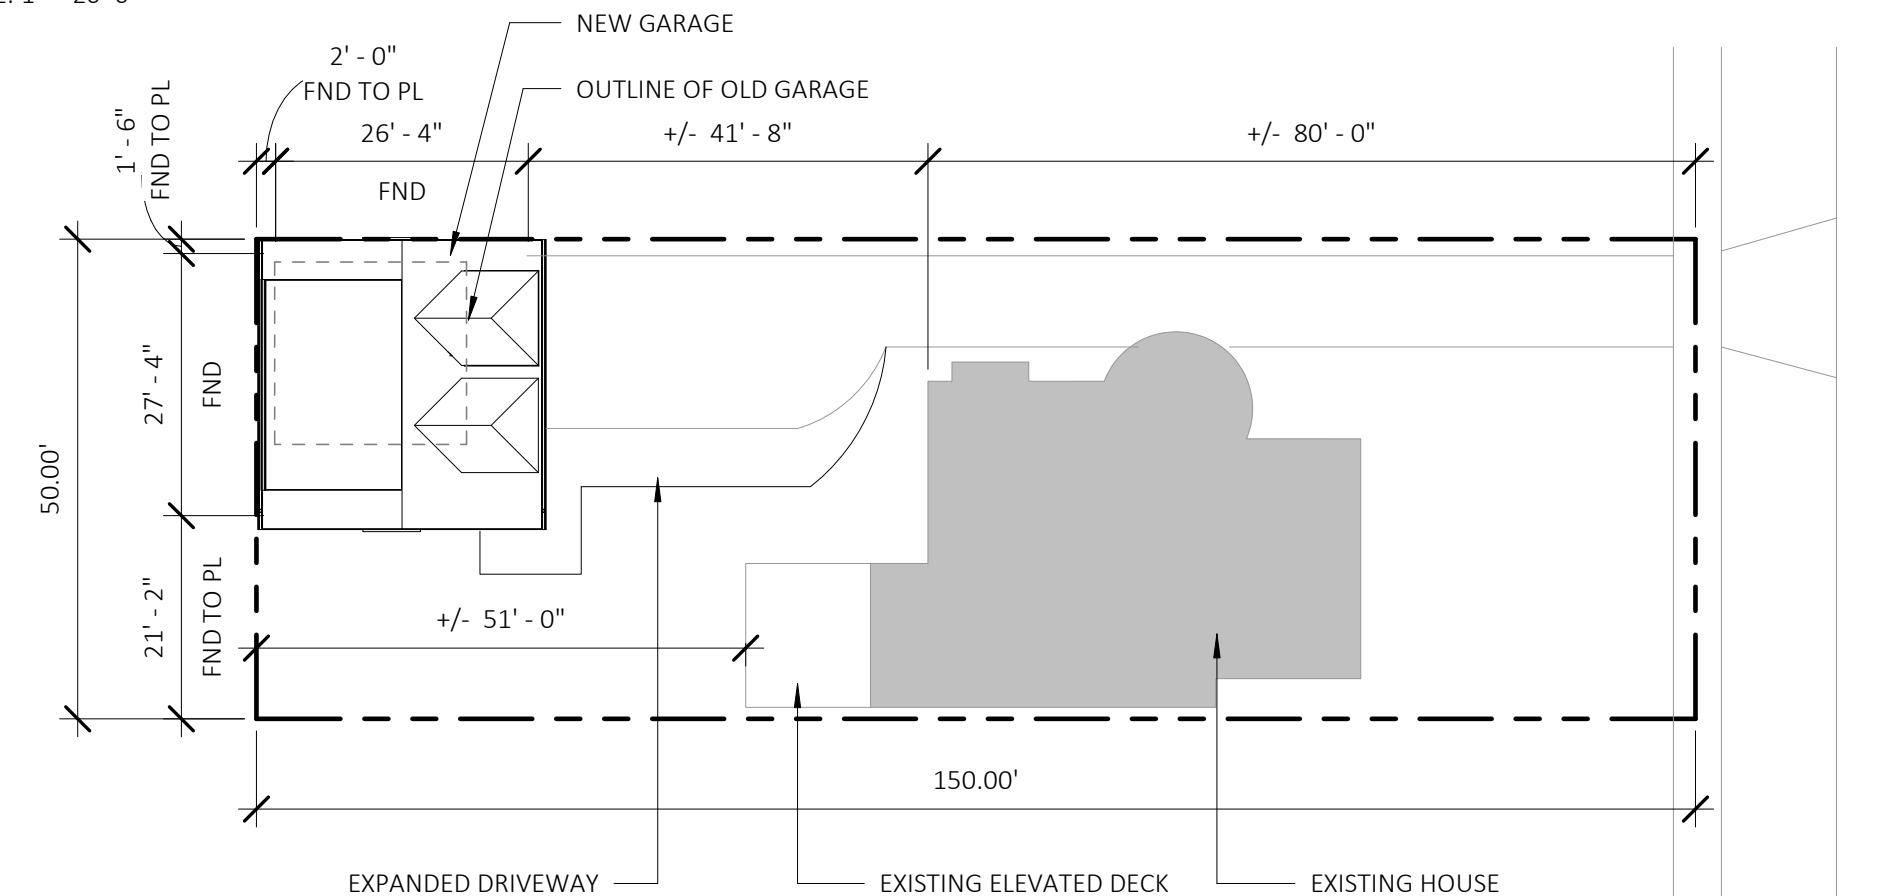 NEW GARAGE
2' - 0"
FND TO PL
OUTLINE OF OLD GARAGE
1' - 6"
FND TO PL
26' - 4"
+/- 41' - 8"
+/- 80' - 0"
FND
27' - 4"
FND
50.00'
21' - 2"
FND TO PL
+/- 51' - 0"
150.00'
EXPANDED DRIVEWAY
EXISTING ELEVATED DECK
EXISTING HOUSE